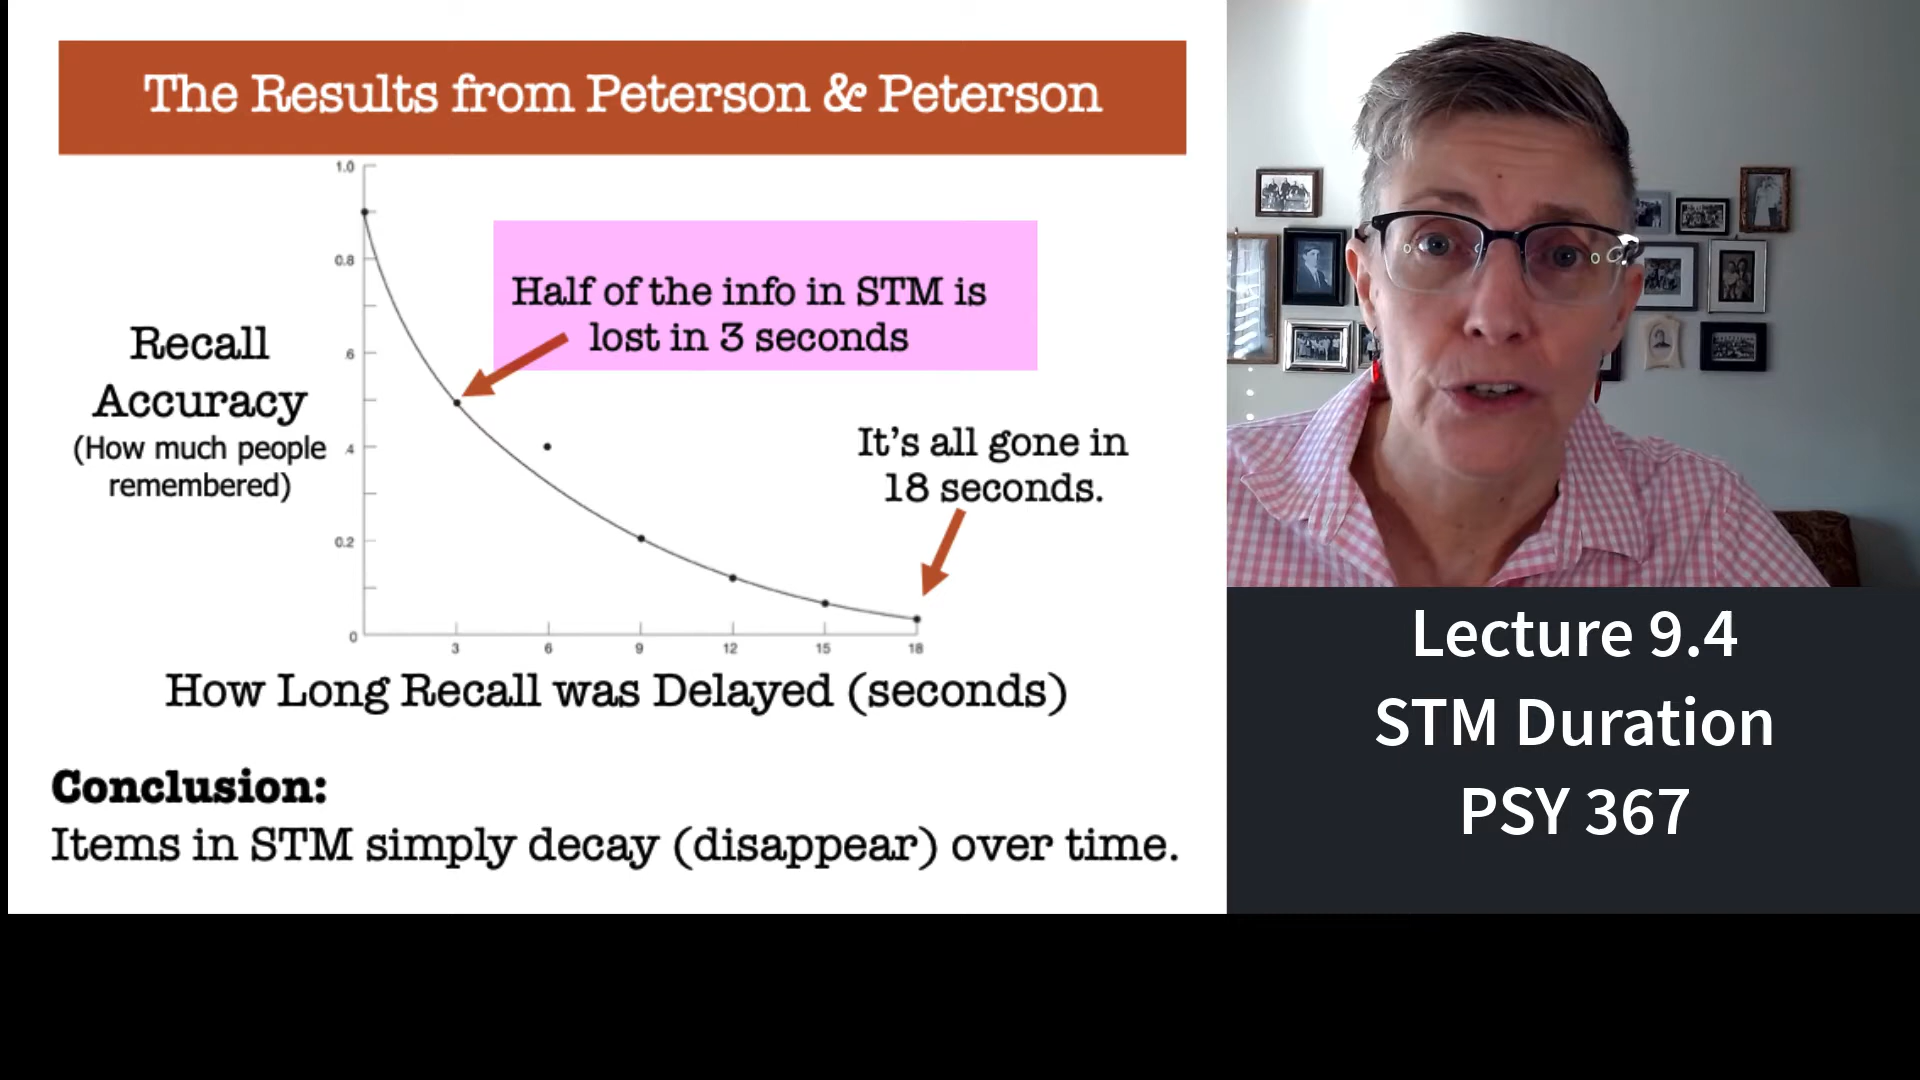 The Results from Peterson & Peterson
1.0
0.8
.6
.4
0.2
0
Recall
Accuracy
(How much people
remembered)
Half of the info in STM is
lost in 3 seconds
It's all gone in
18 seconds.
3 6 9 12 15 18
How Long Recall was Delayed (seconds)
Conclusion:
Items in STM simply decay (disappear) over time.
Lecture 9.4
STM Duration
PSY 367